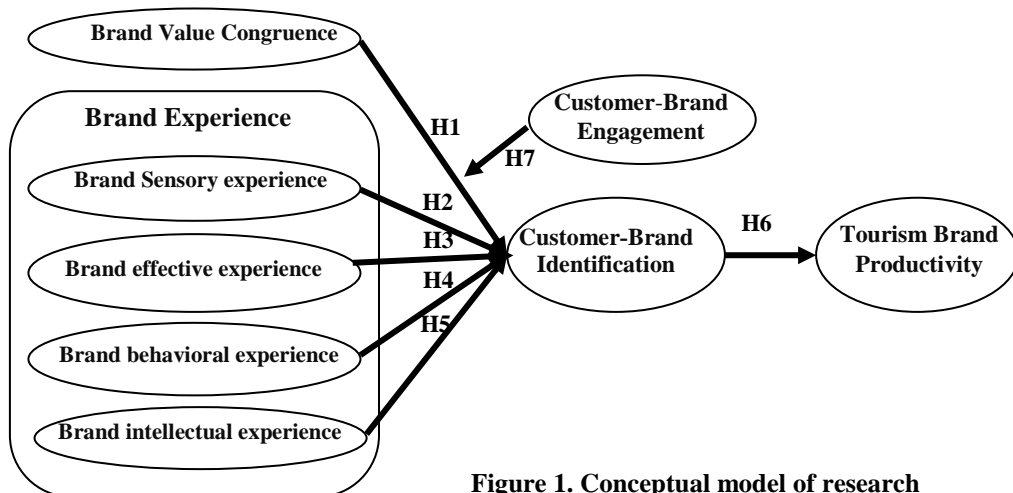 Brand Value Congruence
Brand Experience
Customer-Brand
Engagement
H1
H7
Brand Sensory experience
H2
H3
Customer-Brand
Identification
H6
Tourism Brand
Productivity
Brand effective experience
H4
H5
Brand behavioral experience
Brand intellectual experience
Figure 1. Conceptual model of research